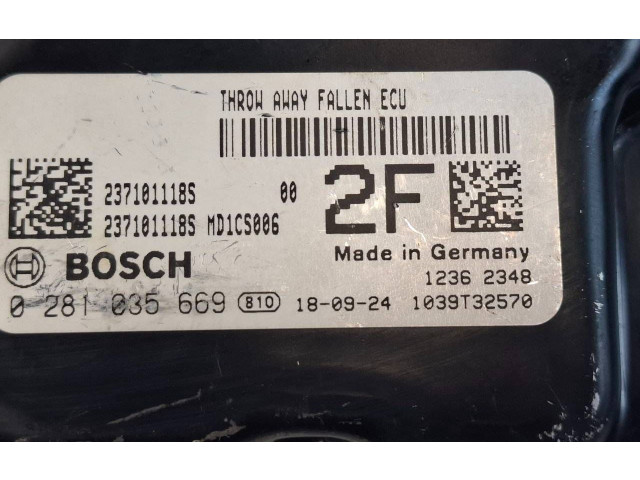 THROW AWAY FALLEN ECU
237101118S 00
237101118S MD1CS006
2F
BOSCH
Made in Germany
1236 2348
0 281 035 669 B10 18-09-24 1039T32570